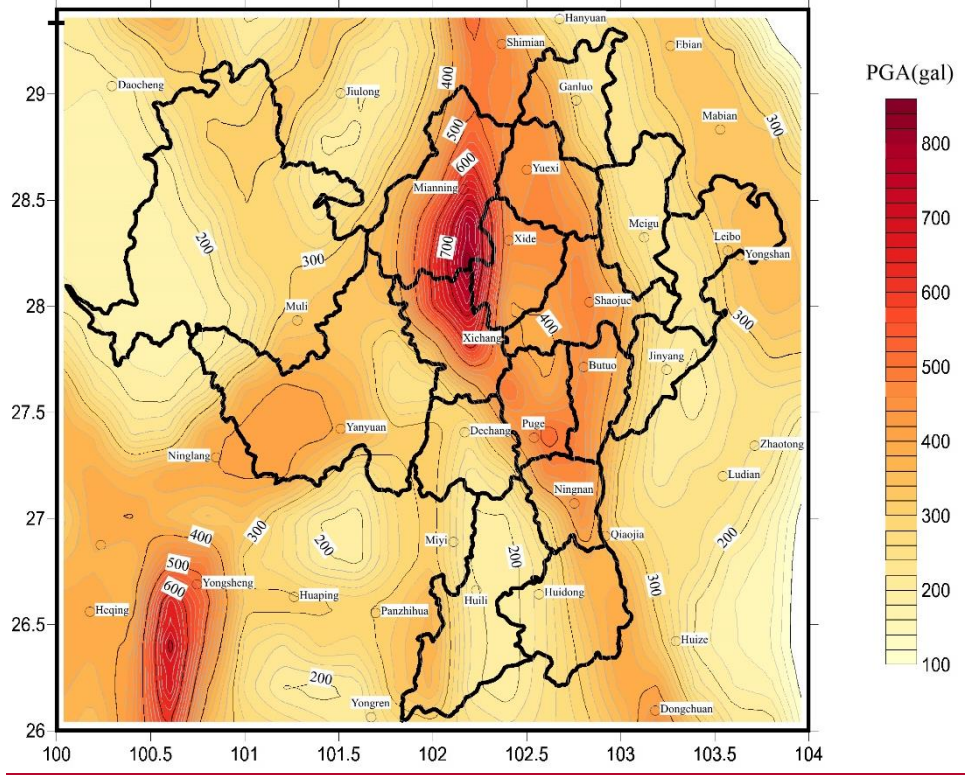 Hanyuan
Shimian
Ebian
PGA(gal)
Daocheng
400
Jiulong
Ganluo
29
800
Mabian
300
500
600
Yuexi
28.5
Mianning
700
200
Meigu
Xide
Leibo
700
Yongshan
300
600
28
Muli
Shaojue
400
300
Xichang
500
Jinyang
Butuo
27.5
Yanyuan
Dechang
Puge
400
Zhaotong
Ninglang
Ludian
Ningnan
300
27
400
300
200
Miyi
200
Qiaojia
200
500
600
Yongsheng
300
200
Huaping
Huili
Huidong
Heqing
26.5
Panzhihua
100
Huize
200
Yongren
Dongchuan
26
100
100.5
101
101.5
102
102.5
103
103.5
104